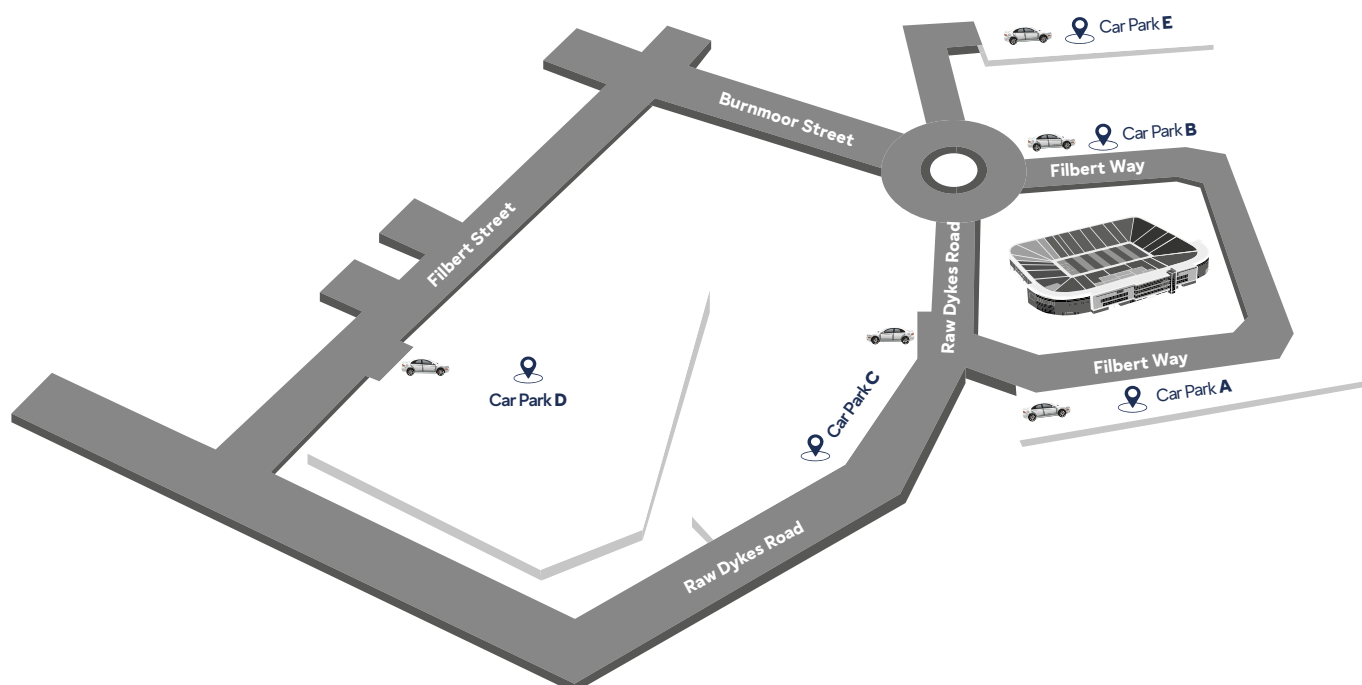 Car Park E
Burnmoor Street
Car Park B
Filbert Way
Filbert Street
Raw Dykes Road
Filbert Way
Car Park A
Car Park C
Car Park D
Raw Dykes Road